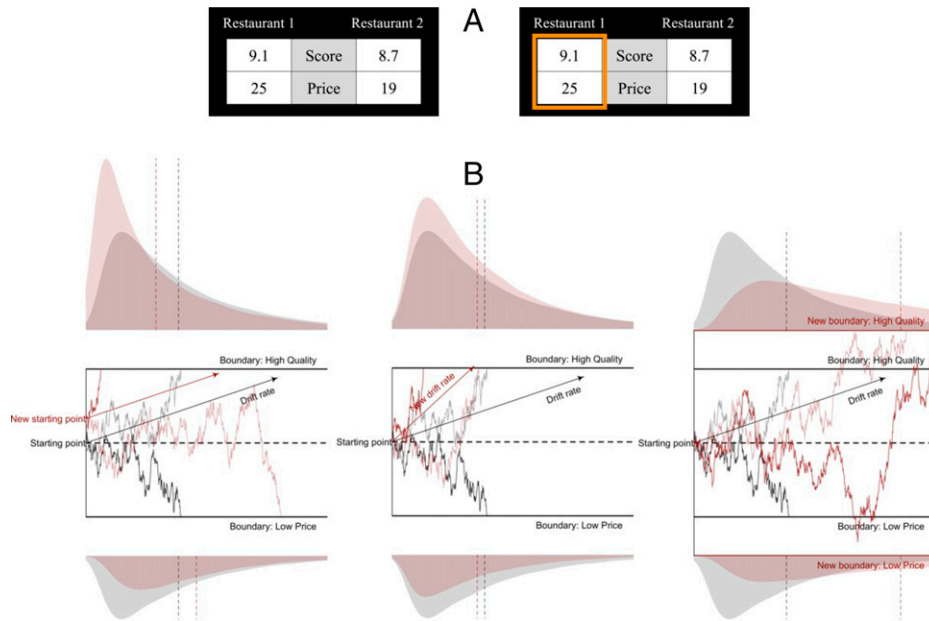 A
Restaurant 1 Restaurant 2
9.1 Score 8.7
25 Price 19
Restaurant 1 Restaurant 2
9.1 Score 8.7
25 Price 19
B
Boundary: High Quality
Drift rate
New starting point
Starting point
Boundary: Low Price
Boundary: High Quality
New drift rate
Drift rate
Starting point
Boundary: Low Price
New boundary: High Quality
Boundary: High Quality
Drift rate
Starting point
Boundary: Low Price
New boundary: Low Price